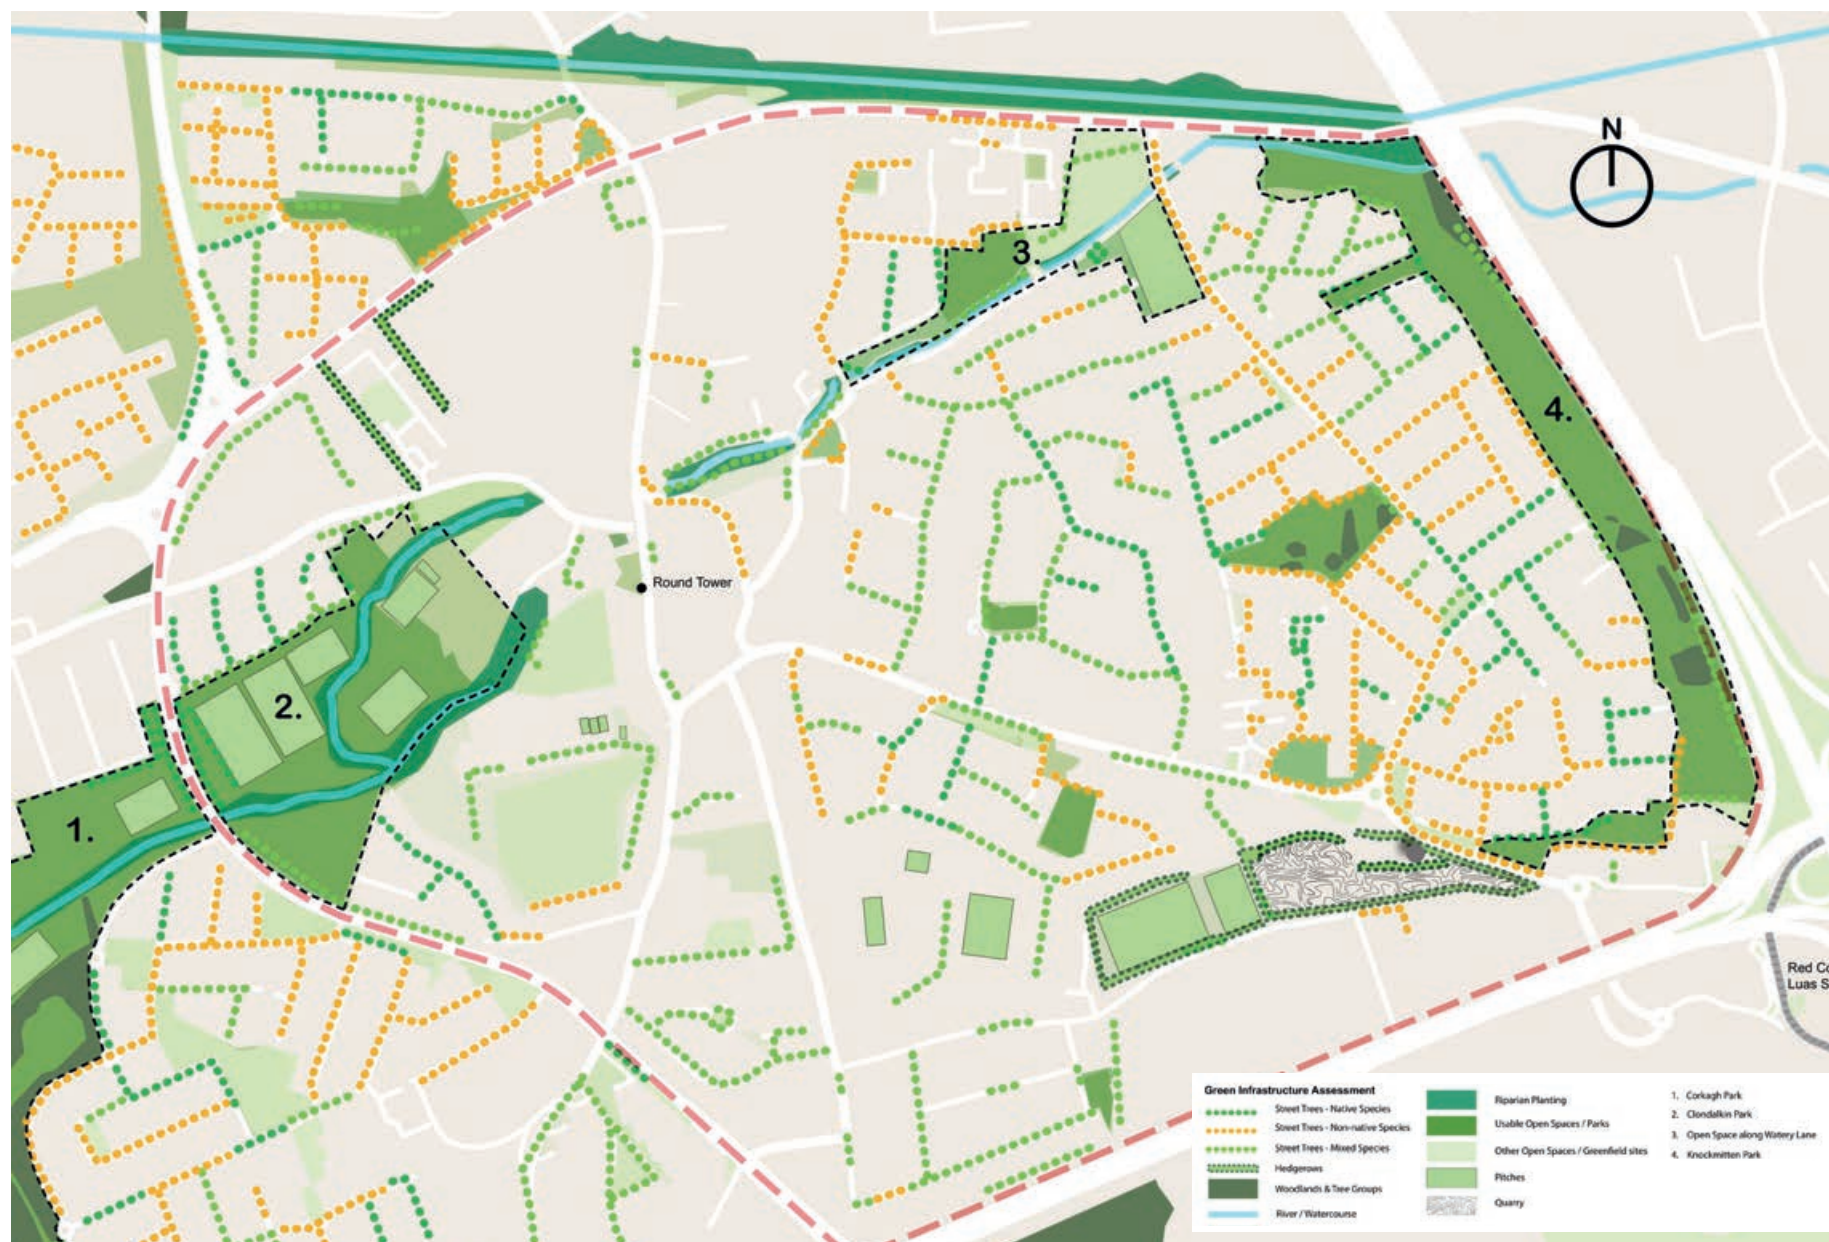 N
3.
4.
Round Tower
2.
1.
Red Co
Luas S
Green Infrastructure Assessment
Street Trees - Native Species
Street Trees - Non-native Species
Street Trees - Mixed Species
Hedgerows
Woodlands & Tree Groups
River / Watercourse
Riparian Planting
Usable Open Spaces / Parks
Other Open Spaces / Greenfield sites
Pitches
Quarry
1. Corkagh Park
2. Clondalkin Park
3. Open Space along Watery Lane
4. Knockmitten Park